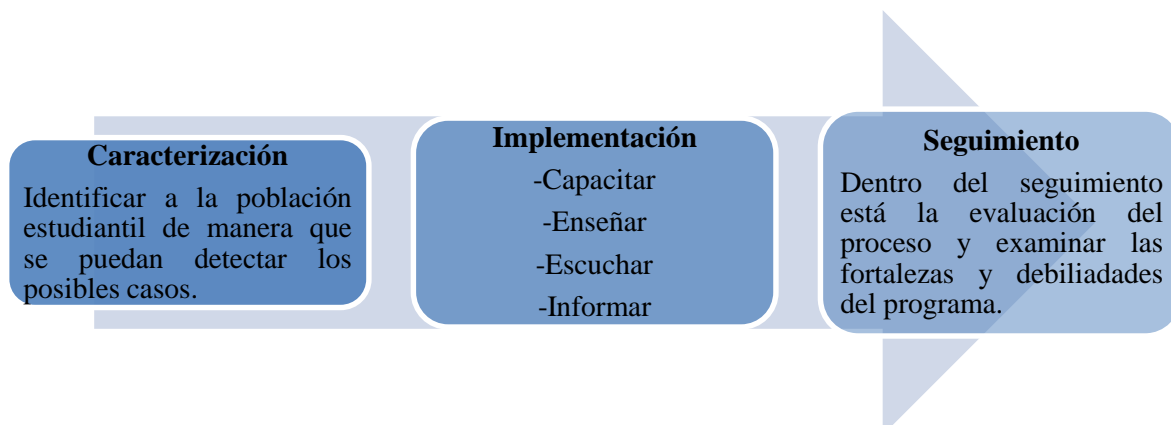 Caracterización
Identificar a la población
estudiantil de manera que
se puedan detectar los
posibles casos.
Implementación
-Capacitar
-Enseñar
-Escuchar
-Informar
Seguimiento
Dentro del seguimiento
está la evaluación del
proceso y examinar las
fortalezas y debiliadades
del programa.